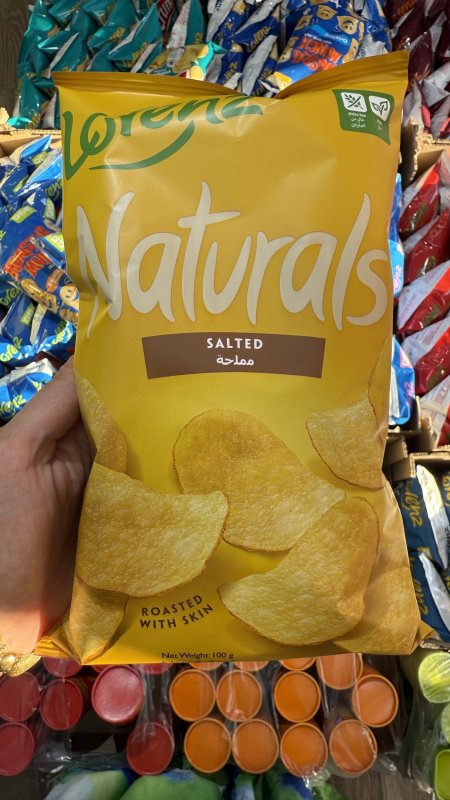 Lorenz
Naturals
SALTED
مملحة
ROASTED
WITH SKIN
Net Weight: 100 g